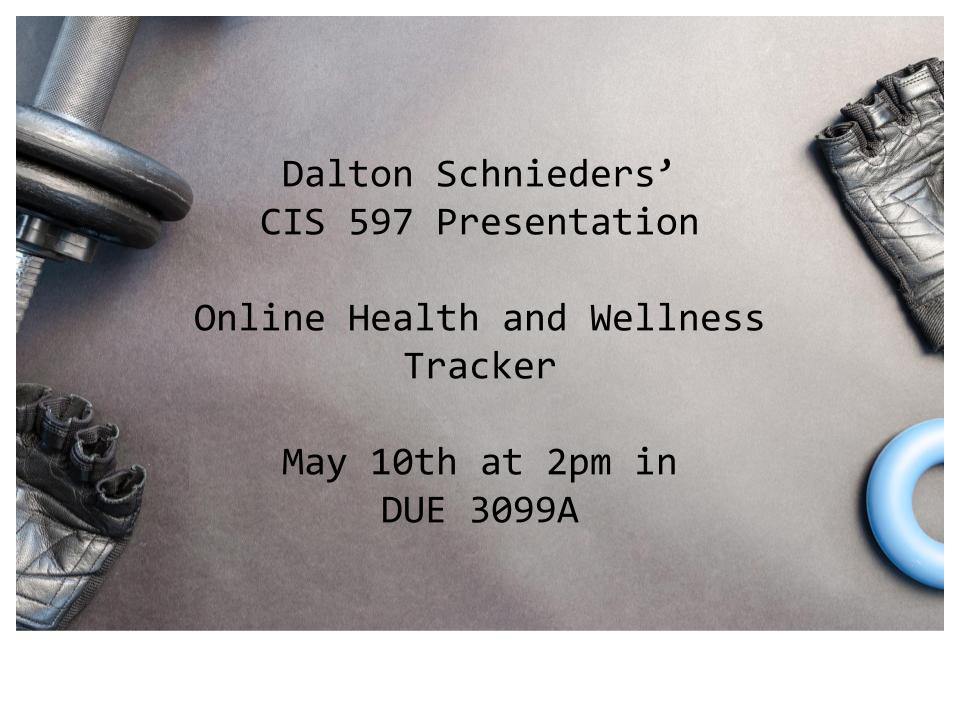 Dalton Schnieders’
CIS 597 Presentation
Online Health and Wellness
Tracker
May 10th at 2pm in
DUE 3099A